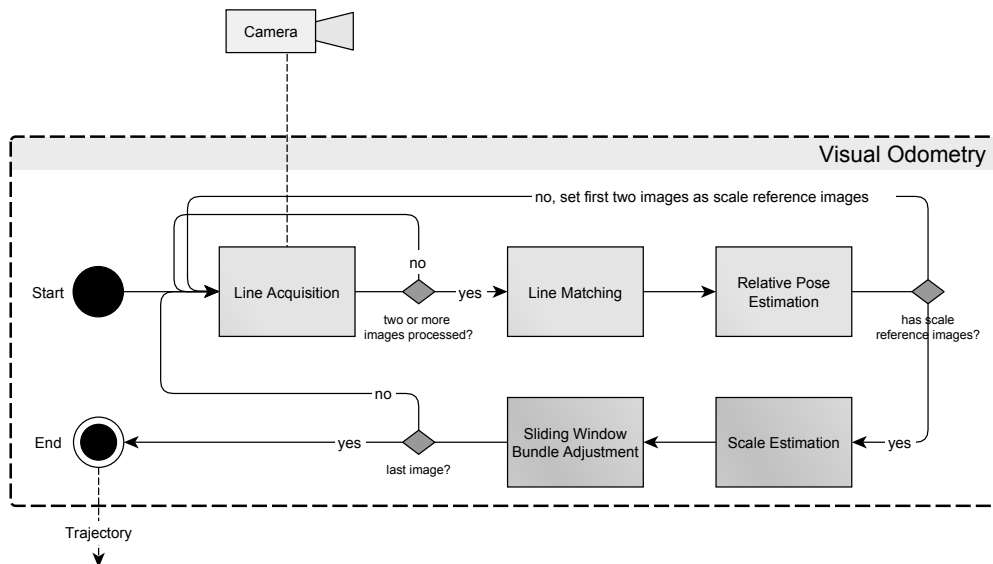 Camera
Visual Odometry
no, set first two images as scale reference images
no
Start
Line Acquisition
yes
Line Matching
Relative Pose
Estimation
two or more
images processed?
has scale
reference images?
no
End
yes
last image?
Sliding Window
Bundle Adjustment
Scale Estimation
yes
Trajectory